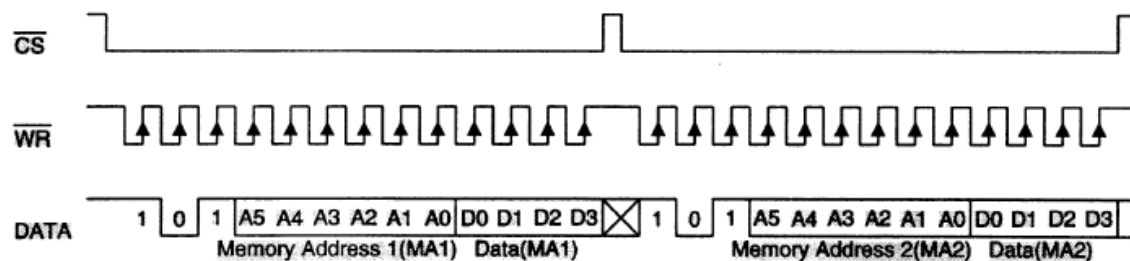 CS
WR
DATA 1 0 1 A5 A4 A3 A2 A1 A0 D0 D1 D2 D3 1 0 1 A5 A4 A3 A2 A1 A0 D0 D1 D2 D3
Memory Address 1(MA1) Data(MA1) Memory Address 2(MA2) Data(MA2)